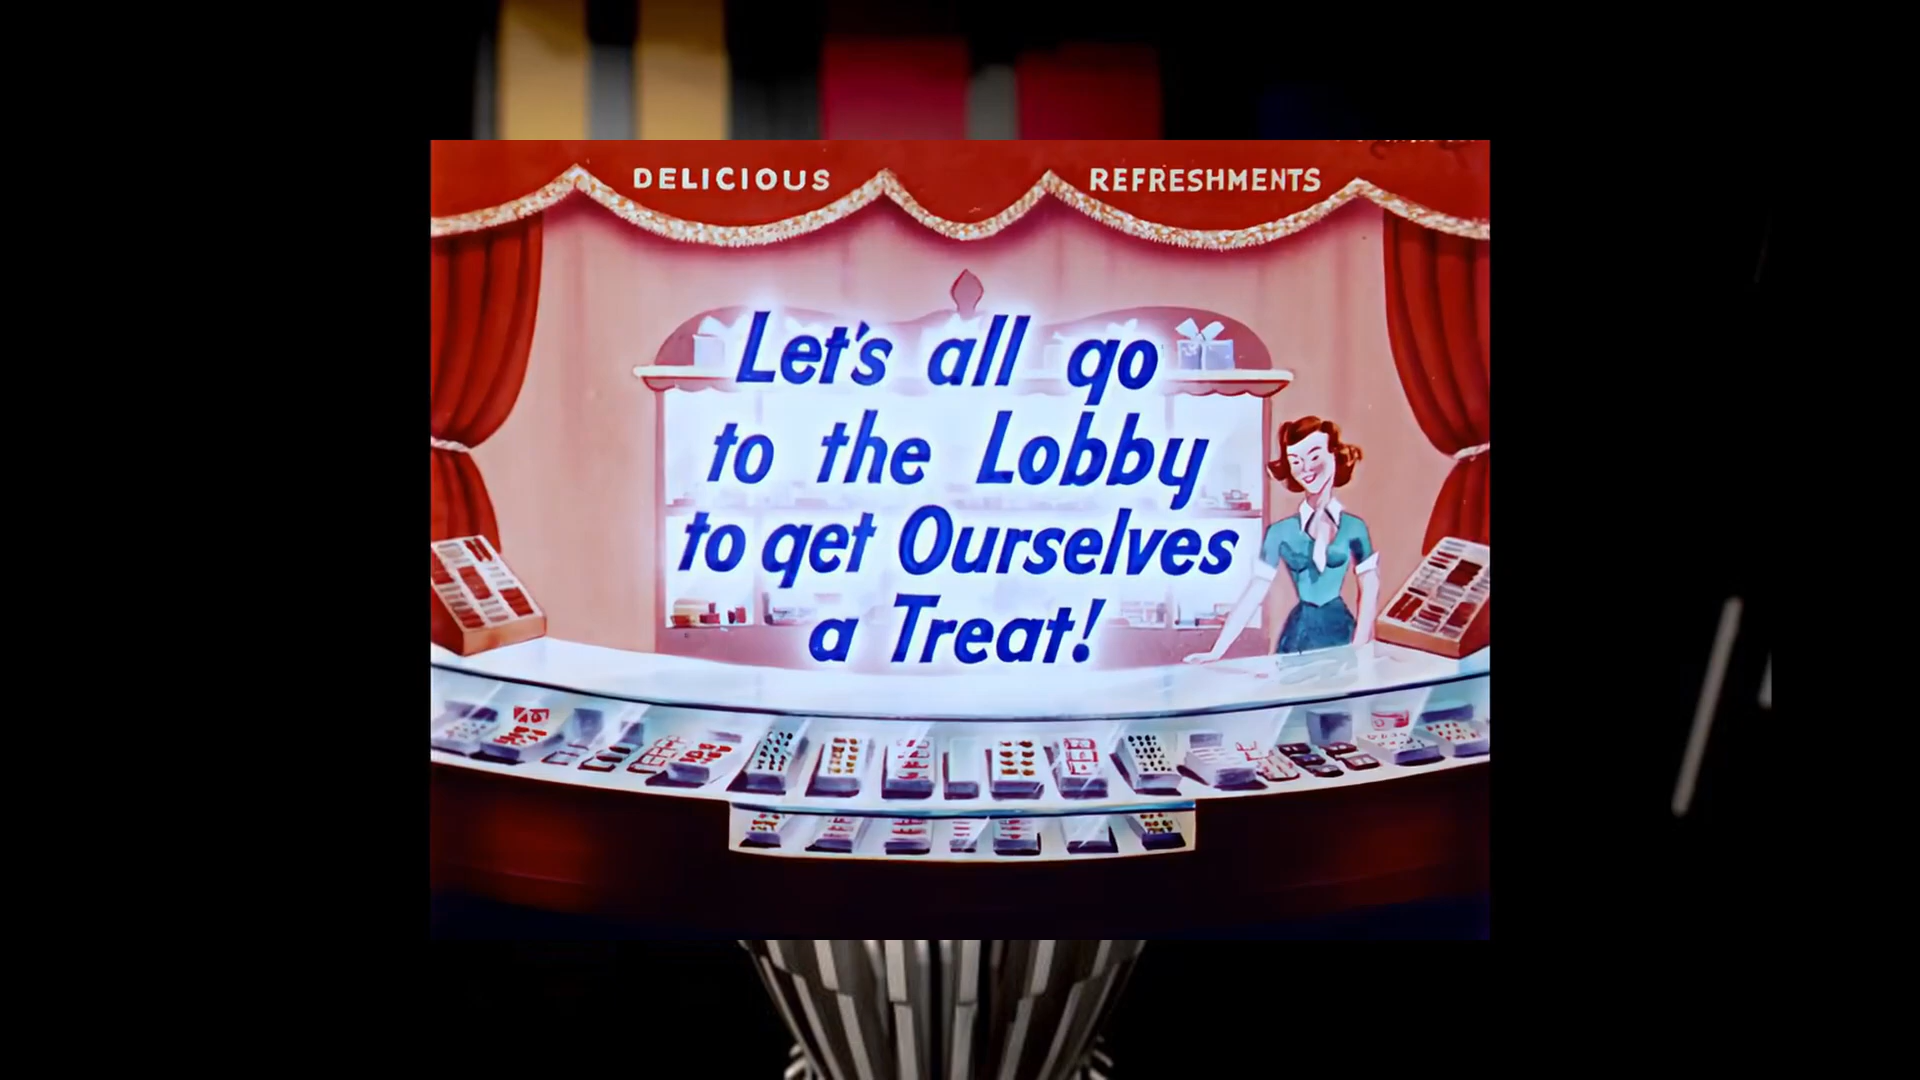 DELICIOUS REFRESHMENTS
Let's all go
to the Lobby
to get Ourselves
a Treat!